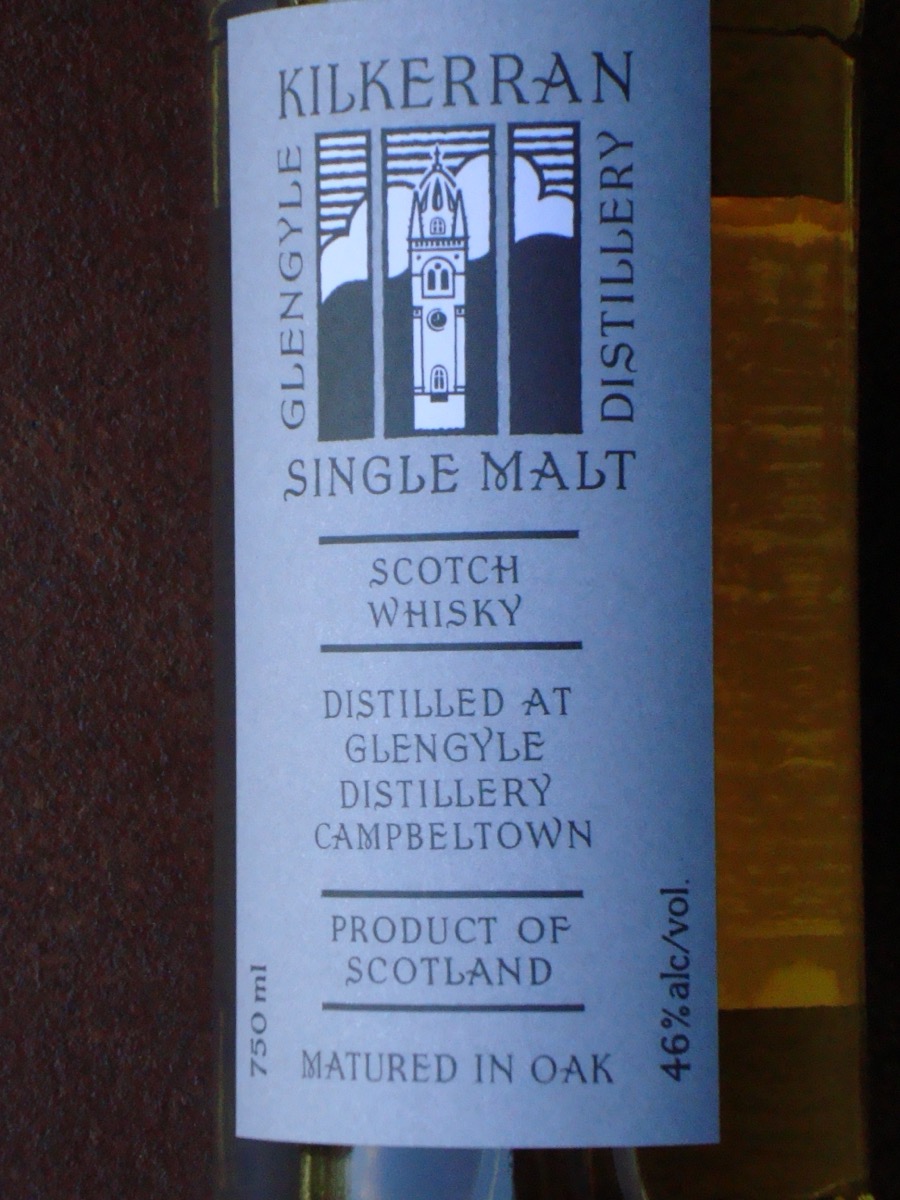 KILKERRAN
GLENGYLE
DISTILLERY
SINGLE MALT
SCOTCH
WHISKY
DISTILLED AT
GLENGYLE
DISTILLERY
CAMPBELTOWN
PRODUCT OF
SCOTLAND
750 ml
MATURED IN OAK
46% alc/vol.